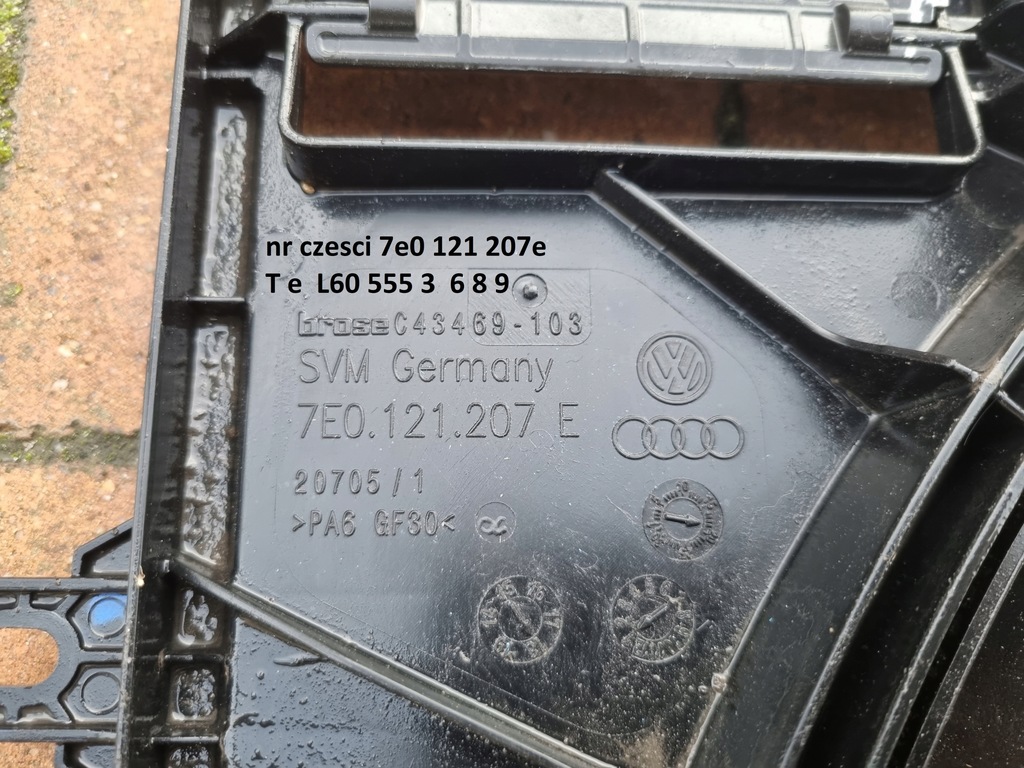 nr czesci 7e0 121 207e
T e L60 555 3 6 8 9
brose C43469-103
SVM Germany
7E0.121.207 E
20705/1
>PA6 GF30<